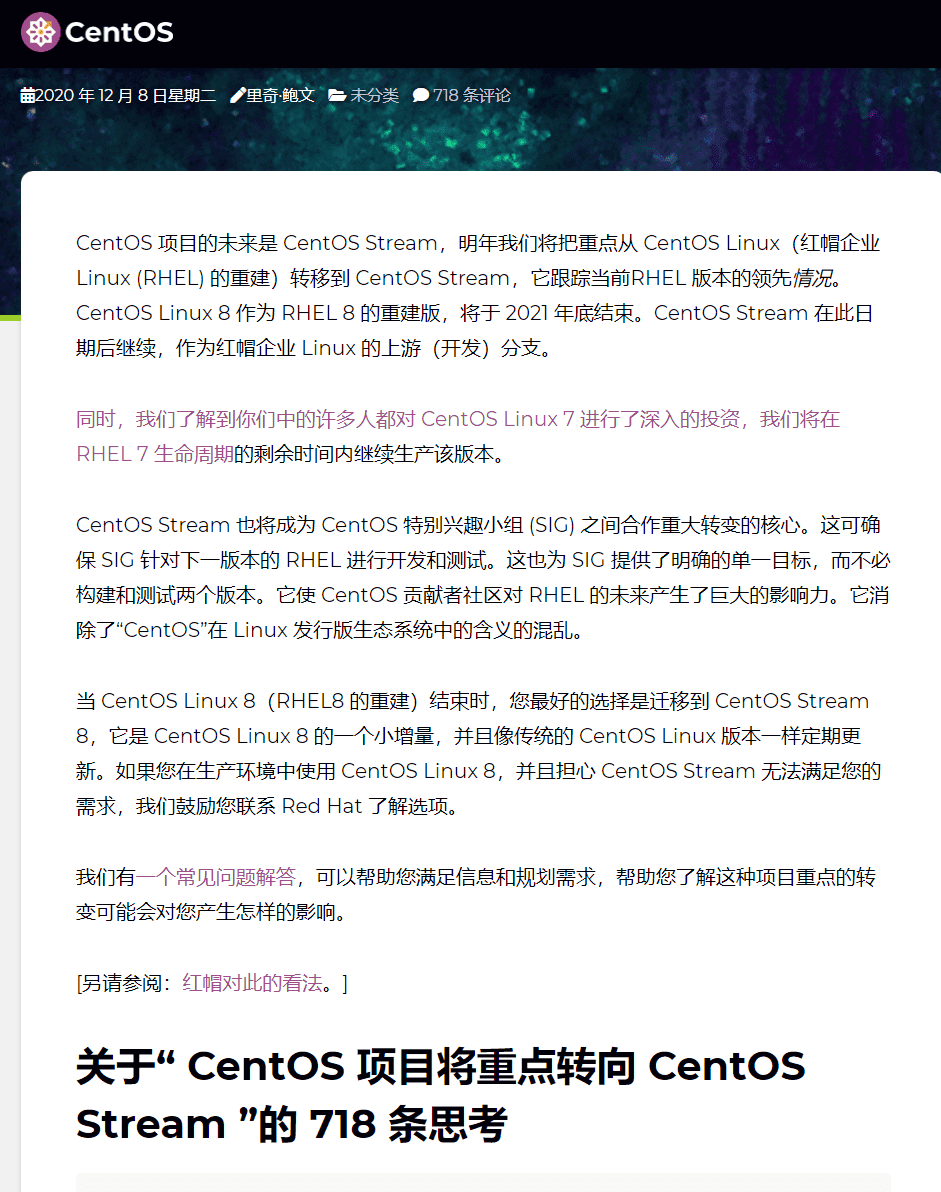 CentOS
2020 年 12 月 8 日星期二 里奇·鲍文 未分类 718 条评论
CentOS 项目的未来是 CentOS Stream，明年我们将把重点从 CentOS Linux（红帽企业
Linux (RHEL) 的重建）转移到 CentOS Stream，它跟踪当前RHEL 版本的领先情况。
CentOS Linux 8 作为 RHEL 8 的重建版，将于 2021 年底结束。CentOS Stream 在此日
期后继续，作为红帽企业 Linux 的上游（开发）分支。
同时，我们了解到你们中的许多人都对 CentOS Linux 7 进行了深入的投资，我们将在
RHEL 7 生命周期的剩余时间内继续生产该版本。
CentOS Stream 也将成为 CentOS 特别兴趣小组 (SIG) 之间合作重大转变的核心。这可确
保 SIG 针对下一版本的 RHEL 进行开发和测试。这也为 SIG 提供了明确的单一目标，而不必
构建和测试两个版本。它使 CentOS 贡献者社区对 RHEL 的未来产生了巨大的影响力。它消
除了“CentOS”在 Linux 发行版生态系统中的含义的混乱。
当 CentOS Linux 8（RHEL8 的重建）结束时，您最好的选择是迁移到 CentOS Stream
8，它是 CentOS Linux 8 的一个小增量，并且像传统的 CentOS Linux 版本一样定期更
新。如果您在生产环境中使用 CentOS Linux 8，并且担心 CentOS Stream 无法满足您的
需求，我们鼓励您联系 Red Hat 了解选项。
我们有一个常见问题解答，可以帮助您满足信息和规划需求，帮助您了解这种项目重点的转
变可能会对您产生怎样的影响。
[另请参阅：红帽对此的看法。]
关于“ CentOS 项目将重点转向 CentOS
Stream ”的 718 条思考